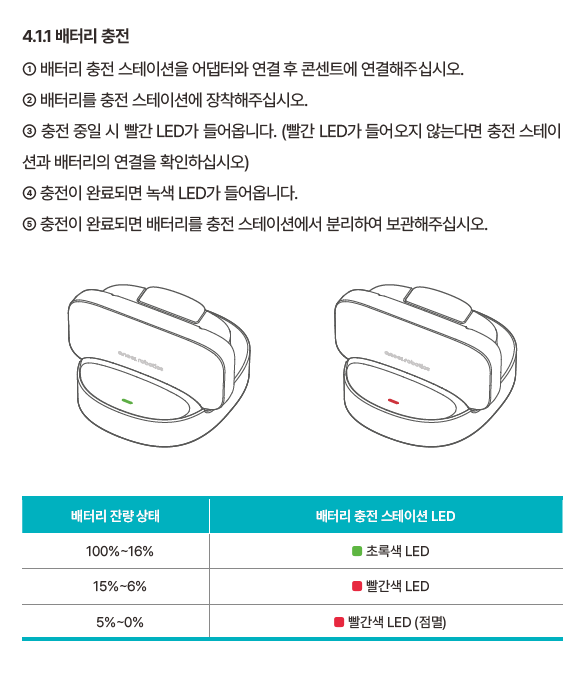 4.1.1 배터리 충전
① 배터리 충전 스테이션을 어댑터와 연결 후 콘센트에 연결해주십시오.
② 배터리를 충전 스테이션에 장착해주십시오.
③ 충전 중일 시 빨간 LED가 들어옵니다. (빨간 LED가 들어오지 않는다면 충전 스테이
션과 배터리의 연결을 확인하십시오)
④ 충전이 완료되면 녹색 LED가 들어옵니다.
⑤ 충전이 완료되면 배터리를 충전 스테이션에서 분리하여 보관해주십시오.
배터리 잔량 상태 배터리 충전 스테이션 LED
100%~16% 초록색 LED
15%~6% 빨간색 LED
5%~0% 빨간색 LED (점멸)